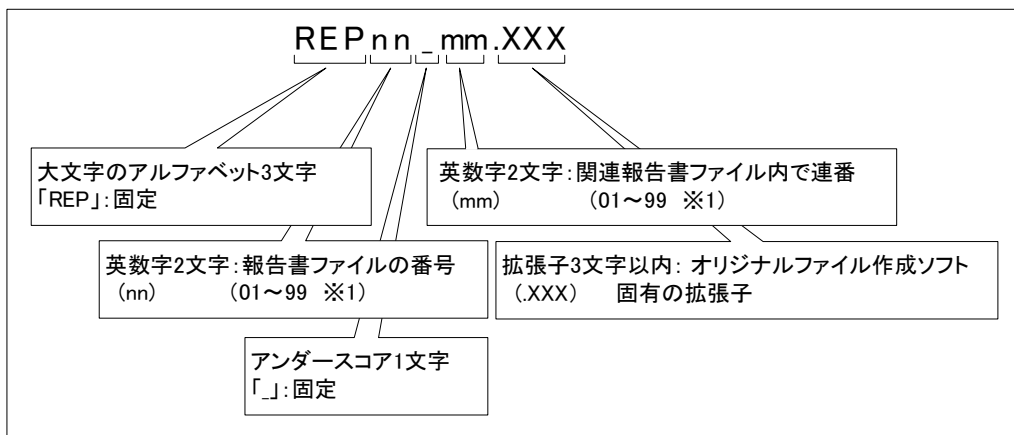 REPnn_mm.XXX
大文字のアルファベット3文字
「REP」:固定
英数字2文字:関連報告書ファイル内で連番
(mm) (01～99 ※1)
英数字2文字:報告書ファイルの番号
(nn) (01～99 ※1)
拡張子3文字以内: オリジナルファイル作成ソフト
(.XXX) 固有の拡張子
アンダースコア1文字
「_」:固定